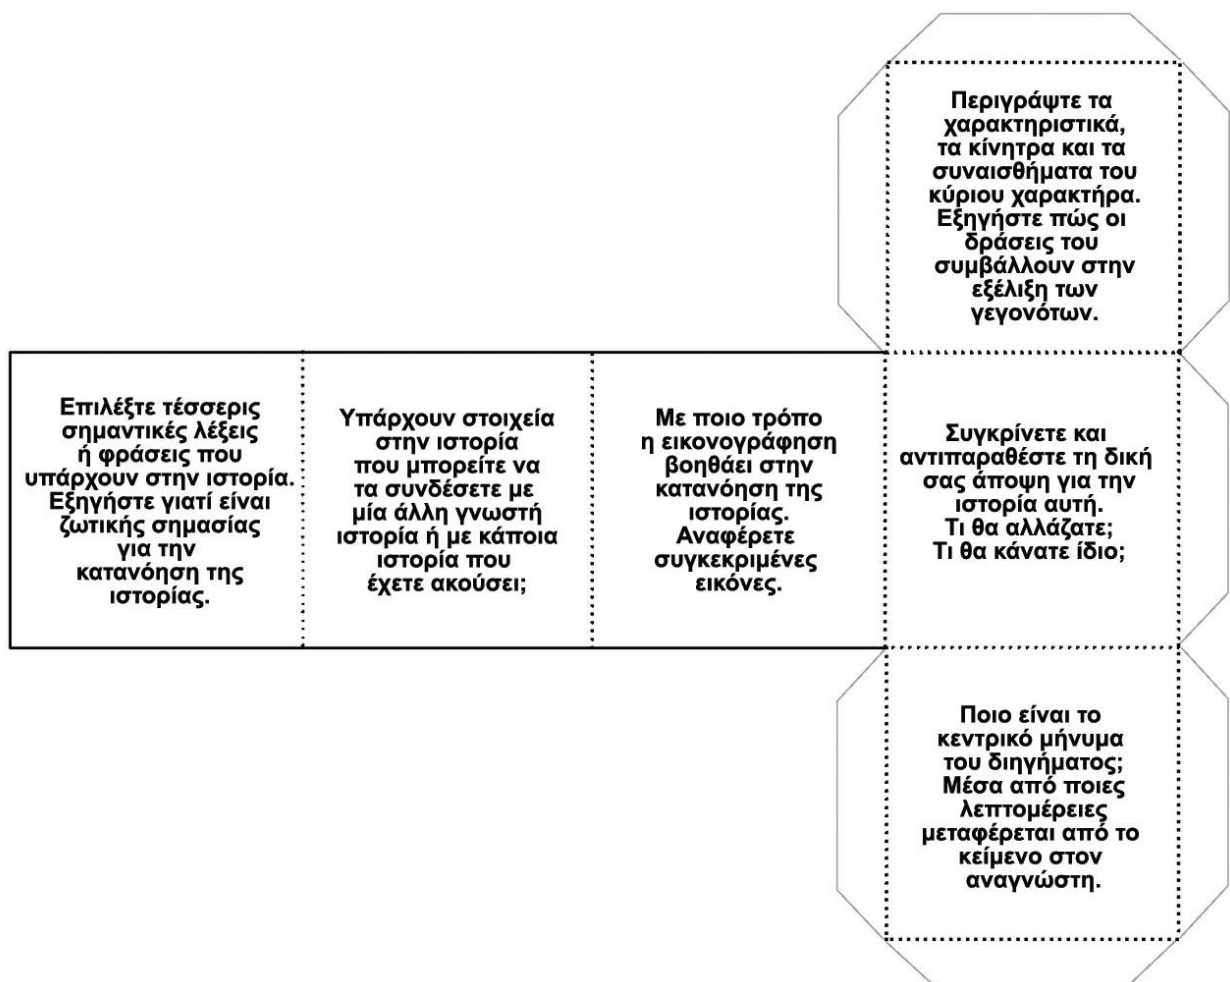 Περιγράψτε τα
χαρακτηριστικά,
τα κίνητρα και τα
συναισθήματα του
κύριου χαρακτήρα.
Εξηγήστε πώς οι
δράσεις του
συμβάλλουν στην
εξέλιξη των
γεγονότων.
Επιλέξτε τέσσερις
σημαντικές λέξεις
ή φράσεις που
υπάρχουν στην ιστορία.
Εξηγήστε γιατί είναι
ζωτικής σημασίας
για την
κατανόηση της
ιστορίας.
Υπάρχουν στοιχεία
στην ιστορία
που μπορείτε να
τα συνδέσετε με
μία άλλη γνωστή
ιστορία ή με κάποια
ιστορία που
έχετε ακούσει;
Με ποιο τρόπο
η εικονογράφηση
βοηθάει στην
κατανόηση της
ιστορίας.
Αναφέρετε
συγκεκριμένες
εικόνες.
Συγκρίνετε και
αντιπαραθέστε τη δική
σας άποψη για την
ιστορία αυτή.
Τι θα αλλάζατε;
Τι θα κάνατε ίδιο;
Ποιο είναι το
κεντρικό μήνυμα
του διηγήματος;
Μέσα από ποιες
λεπτομέρειες
μεταφέρεται από το
κείμενο στον
αναγνώστη.